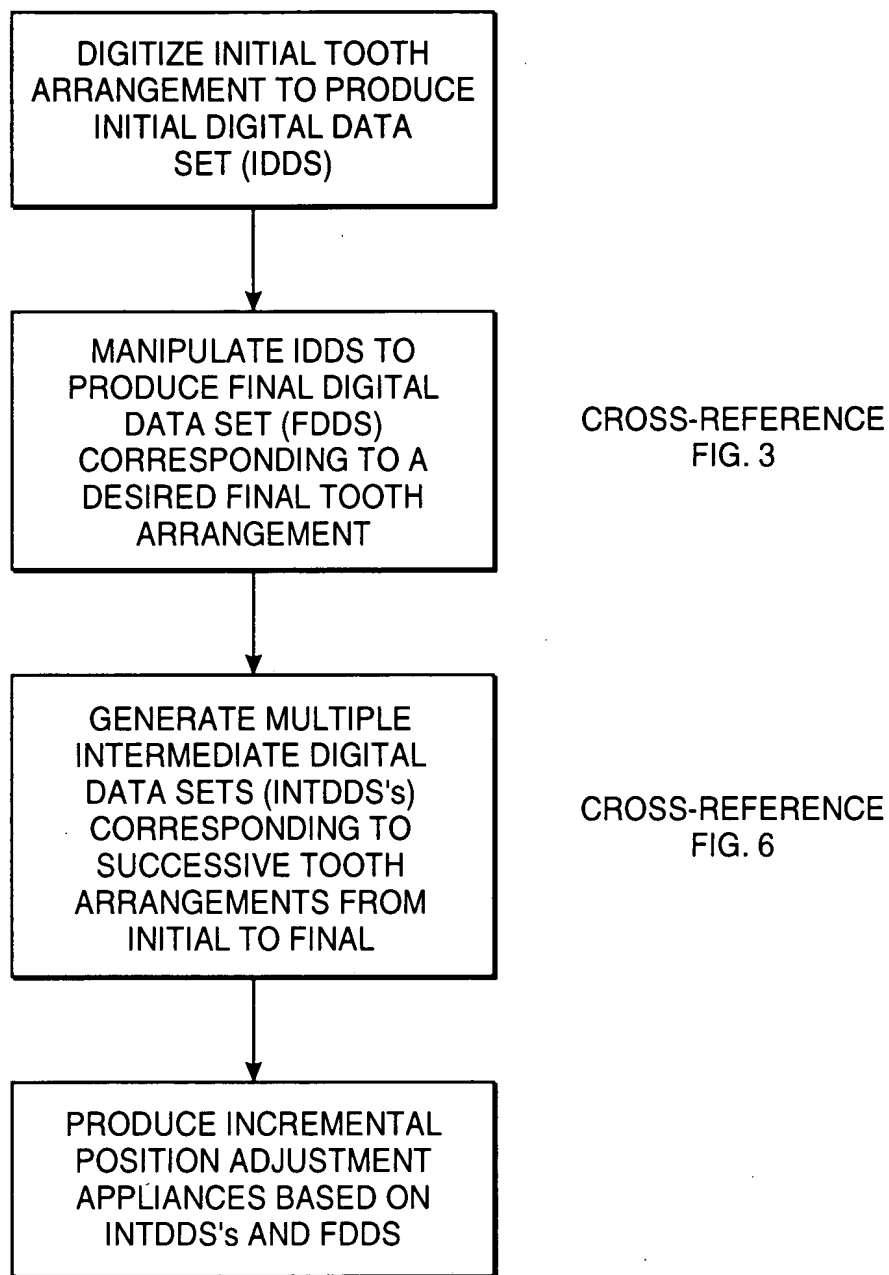 DIGITIZE INITIAL TOOTH
ARRANGEMENT TO PRODUCE
INITIAL DIGITAL DATA
SET (IDDS)
MANIPULATE IDDS TO
PRODUCE FINAL DIGITAL
DATA SET (FDDS)
CORRESPONDING TO A
DESIRED FINAL TOOTH
ARRANGEMENT
CROSS-REFERENCE
FIG. 3
GENERATE MULTIPLE
INTERMEDIATE DIGITAL
DATA SETS (INTDDS's)
CORRESPONDING TO
SUCCESSIVE TOOTH
ARRANGEMENTS FROM
INITIAL TO FINAL
CROSS-REFERENCE
FIG. 6
PRODUCE INCREMENTAL
POSITION ADJUSTMENT
APPLIANCES BASED ON
INTDDS's AND FDDS